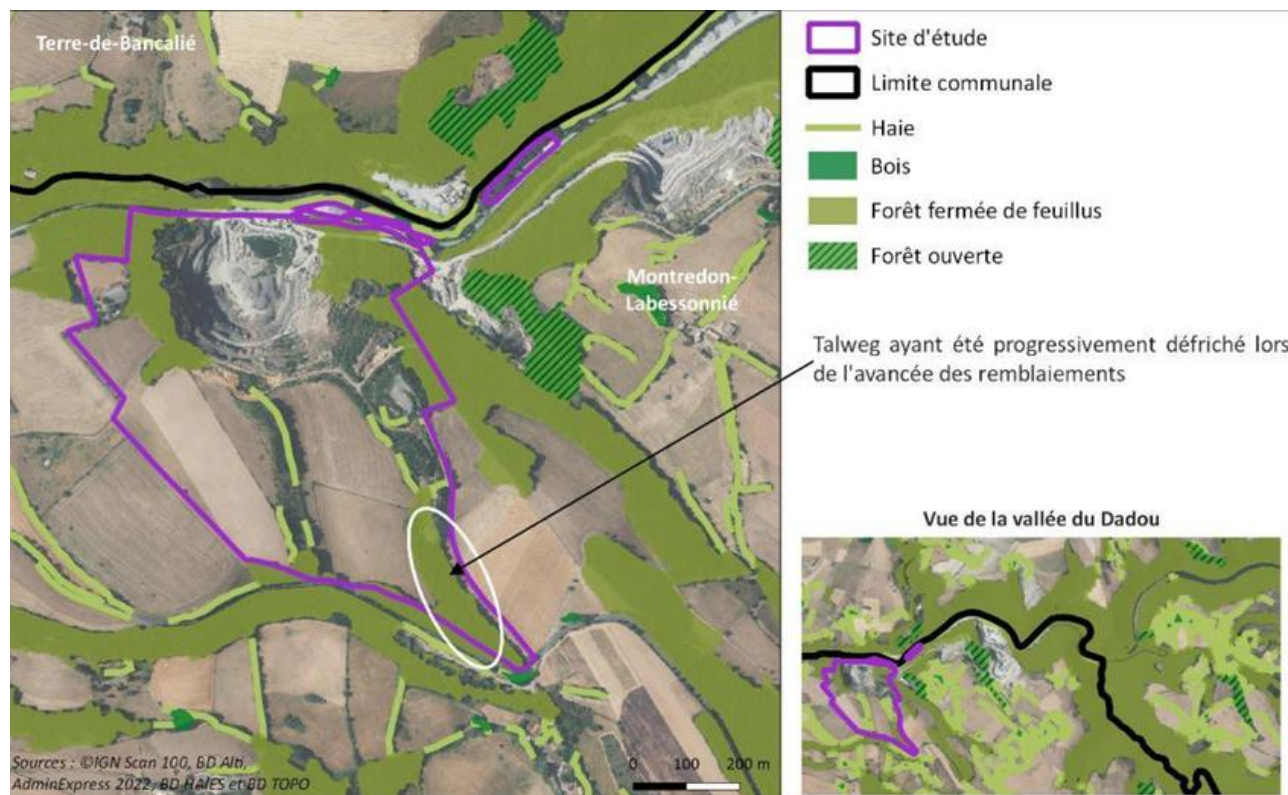 Terre-de-Bancalié
Montredon-
Labessonnié
Sources : ©IGN Scan 100, BD Alti,
AdminExpress 2022, BD HAIES et BD TOPO
0 100 200 m
Site d'étude
Limite communale
Haie
Bois
Forêt fermée de feuillus
Forêt ouverte
Talweg ayant été progressivement défriché lors
de l'avancée des remblaiements
Vue de la vallée du Dadou